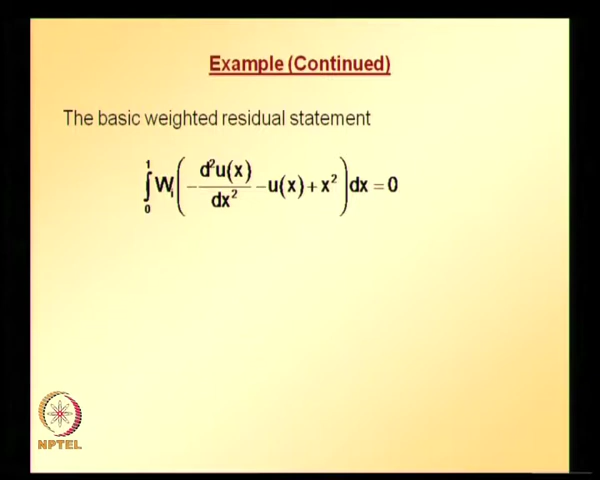 Example (Continued)
The basic weighted residual statement
∫₀¹ Wᵢ ( − d²u(x)/dx² − u(x) + x² ) dx = 0
NPTEL